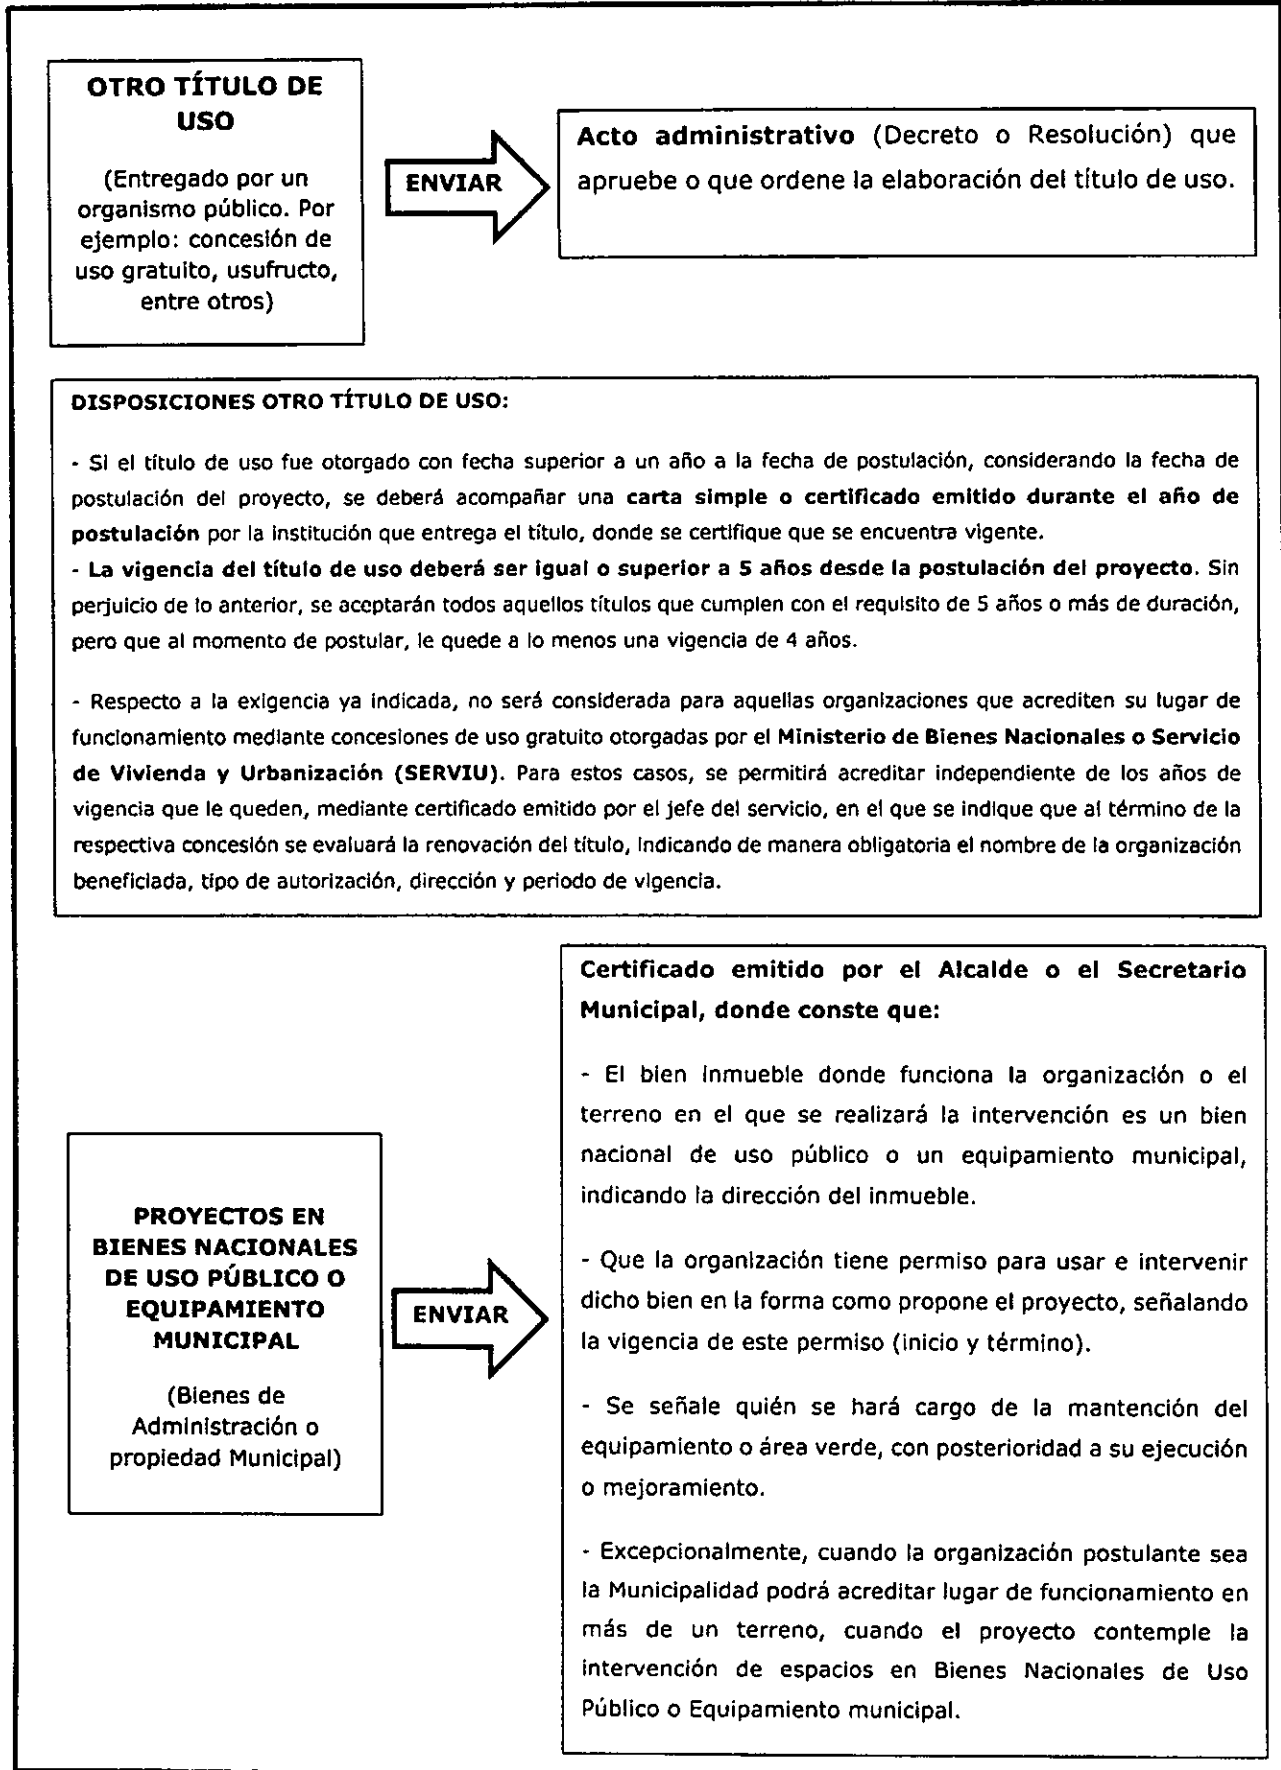 OTRO TÍTULO DE
USO
(Entregado por un
organismo público. Por
ejemplo: concesión de
uso gratuito, usufructo,
entre otros)
ENVIAR
Acto administrativo (Decreto o Resolución) que
apruebe o que ordene la elaboración del título de uso.
DISPOSICIONES OTRO TÍTULO DE USO:
- Si el título de uso fue otorgado con fecha superior a un año a la fecha de postulación, considerando la fecha de
postulación del proyecto, se deberá acompañar una carta simple o certificado emitido durante el año de
postulación por la institución que entrega el título, donde se certifique que se encuentra vigente.
- La vigencia del título de uso deberá ser igual o superior a 5 años desde la postulación del proyecto. Sin
perjuicio de lo anterior, se aceptarán todos aquellos títulos que cumplen con el requisito de 5 años o más de duración,
pero que al momento de postular, le quede a lo menos una vigencia de 4 años.
- Respecto a la exigencia ya indicada, no será considerada para aquellas organizaciones que acrediten su lugar de
funcionamiento mediante concesiones de uso gratuito otorgadas por el Ministerio de Bienes Nacionales o Servicio
de Vivienda y Urbanización (SERVIU). Para estos casos, se permitirá acreditar independiente de los años de
vigencia que le queden, mediante certificado emitido por el jefe del servicio, en el que se indique que al término de la
respectiva concesión se evaluará la renovación del título, indicando de manera obligatoria el nombre de la organización
beneficiada, tipo de autorización, dirección y periodo de vigencia.
PROYECTOS EN
BIENES NACIONALES
DE USO PÚBLICO O
EQUIPAMIENTO
MUNICIPAL
(Bienes de
Administración o
propiedad Municipal)
ENVIAR
Certificado emitido por el Alcalde o el Secretario
Municipal, donde conste que:
- El bien inmueble donde funciona la organización o el
terreno en el que se realizará la intervención es un bien
nacional de uso público o un equipamiento municipal,
indicando la dirección del inmueble.
- Que la organización tiene permiso para usar e intervenir
dicho bien en la forma como propone el proyecto, señalando
la vigencia de este permiso (inicio y término).
- Se señale quién se hará cargo de la mantención del
equipamiento o área verde, con posterioridad a su ejecución
o mejoramiento.
- Excepcionalmente, cuando la organización postulante sea
la Municipalidad podrá acreditar lugar de funcionamiento en
más de un terreno, cuando el proyecto contemple la
intervención de espacios en Bienes Nacionales de Uso
Público o Equipamiento municipal.